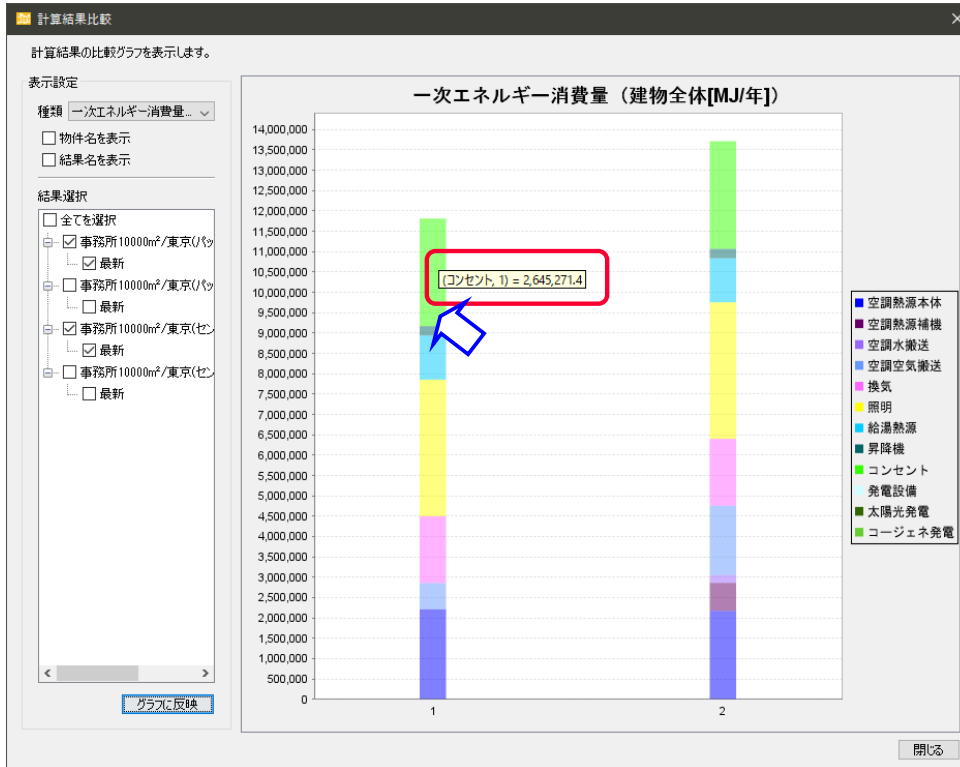 計算結果比較
計算結果の比較グラフを表示します。
表示設定
種類 一次エネルギー消費量...
物件名を表示
結果名を表示
結果選択
全てを選択
事務所10000m²/東京(パッ
最新
事務所10000m²/東京(パッ
最新
事務所10000m²/東京(セン
最新
事務所10000m²/東京(セン
最新
グラフに反映
一次エネルギー消費量（建物全体[MJ/年]）
14,000,000
13,500,000
13,000,000
12,500,000
12,000,000
11,500,000
11,000,000
10,500,000
10,000,000
9,500,000
9,000,000
8,500,000
8,000,000
7,500,000
7,000,000
6,500,000
6,000,000
5,500,000
5,000,000
4,500,000
4,000,000
3,500,000
3,000,000
2,500,000
2,000,000
1,500,000
1,000,000
500,000
0
(コンセント, 1) = 2,645,271.4
1
2
空調熱源本体
空調熱源補機
空調水搬送
空調空気搬送
換気
照明
給湯熱源
昇降機
コンセント
発電設備
太陽光発電
コージェネ発電
閉じる